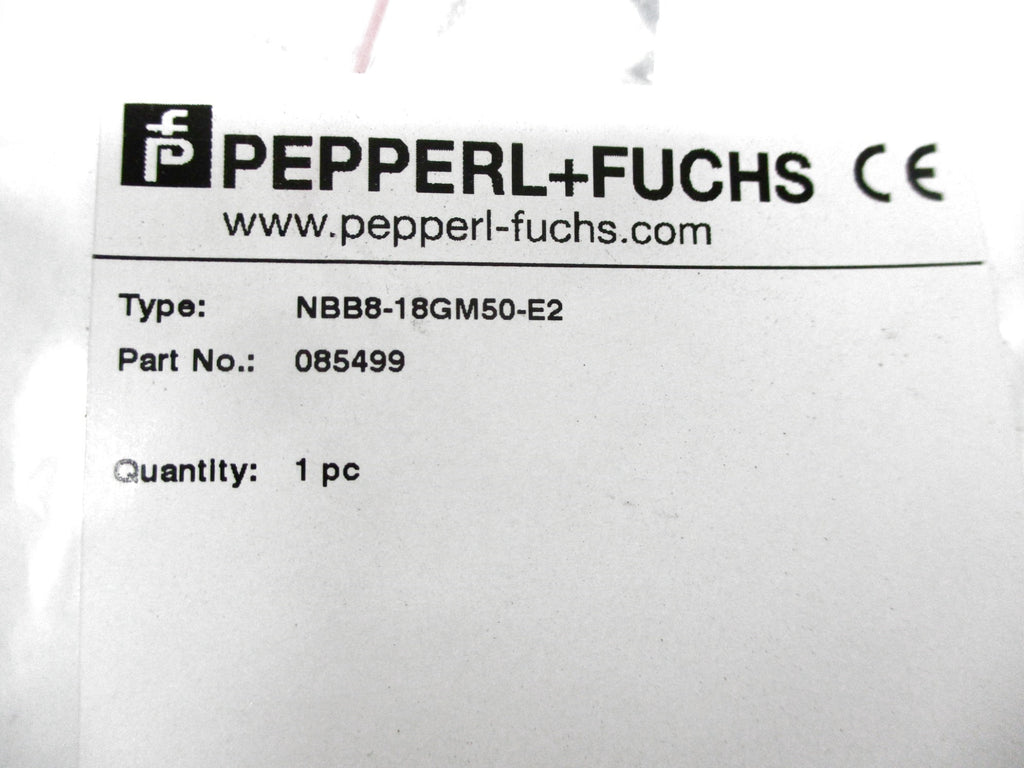 PEPPERL+FUCHS CE
www.pepperl-fuchs.com
Type: NBB8-18GM50-E2
Part No.: 085499
Quantity: 1 pc